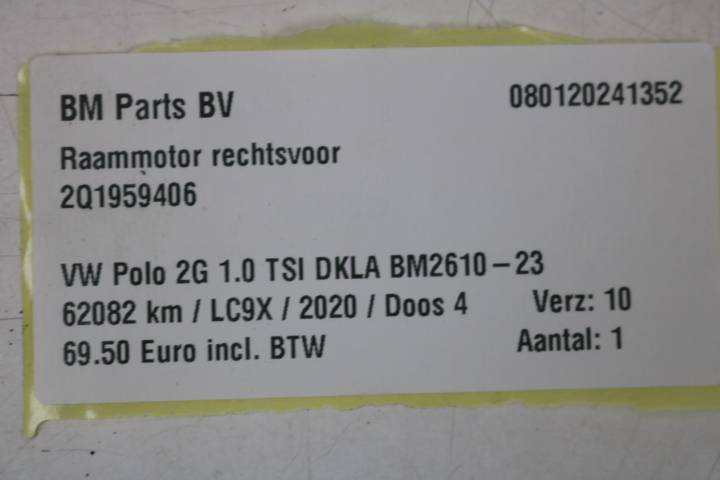 BM Parts BV 080120241352
Raammotor rechtsvoor
2Q1959406
VW Polo 2G 1.0 TSI DKLA BM2610-23
62082 km / LC9X / 2020 / Doos 4 Verz: 10
69.50 Euro incl. BTW Aantal: 1